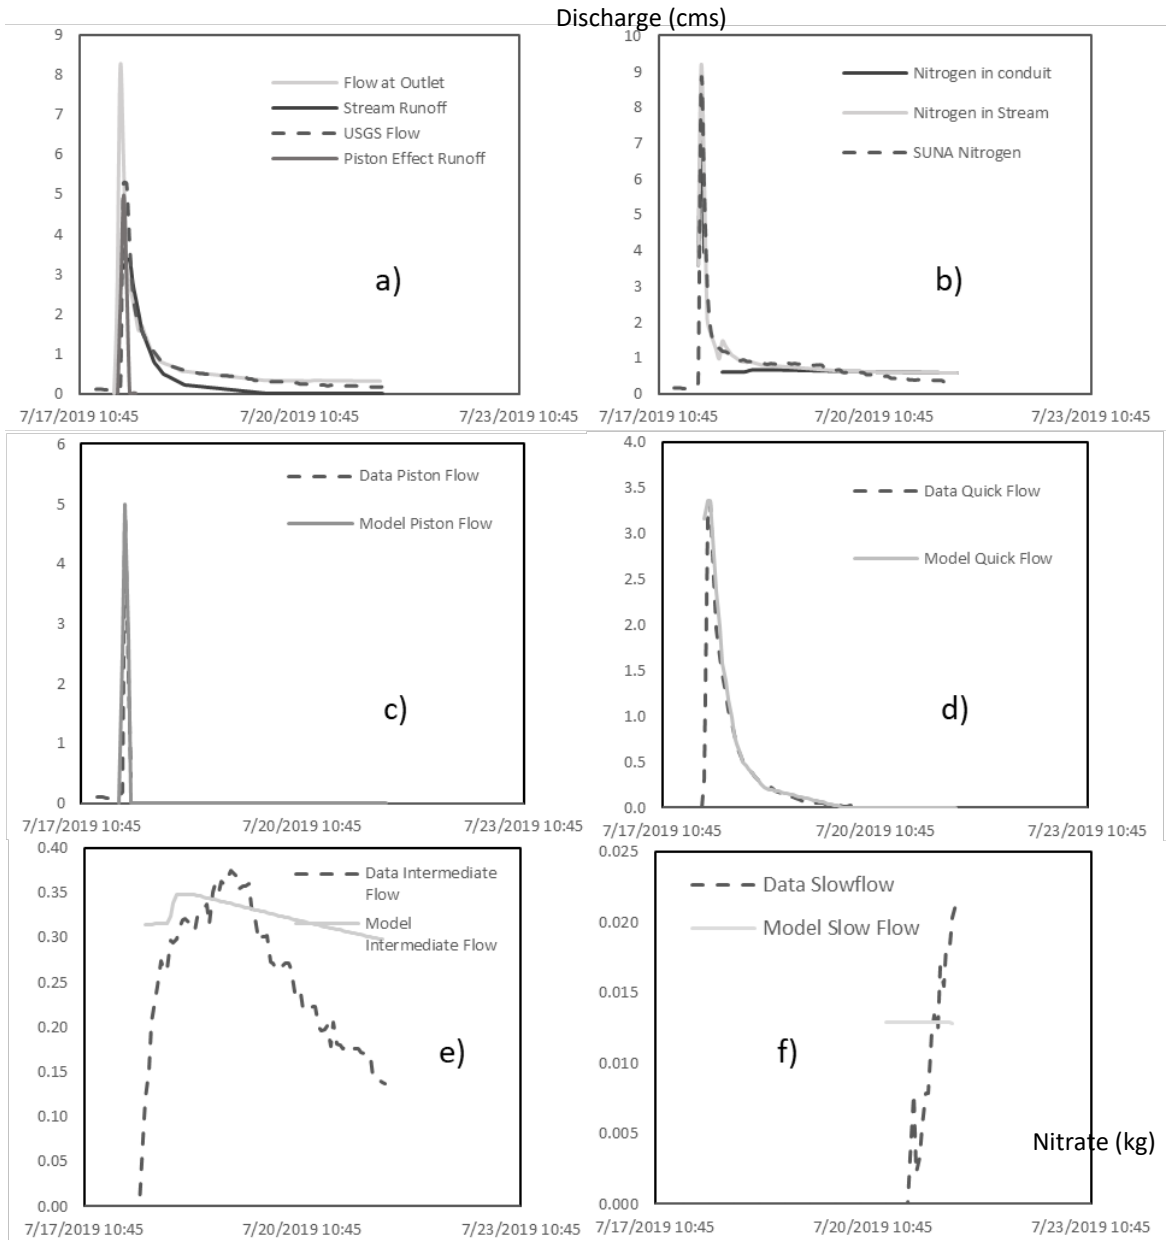 Discharge (cms)
9
8
7
6
5
4
3
2
1
0
7/17/2019 10:45
7/20/2019 10:45
7/23/2019 10:45
Flow at Outlet
Stream Runoff
USGS Flow
Piston Effect Runoff
a)
10
9
8
7
6
5
4
3
2
1
0
7/17/2019 10:45
7/20/2019 10:45
7/23/2019 10:45
Nitrogen in conduit
Nitrogen in Stream
SUNA Nitrogen
b)
6
5
4
3
2
1
0
7/17/2019 10:45
7/20/2019 10:45
7/23/2019 10:45
Data Piston Flow
Model Piston Flow
c)
4.0
3.5
3.0
2.5
2.0
1.5
1.0
0.5
0.0
7/17/2019 10:45
7/20/2019 10:45
7/23/2019 10:45
Data Quick Flow
Model Quick Flow
d)
0.40
0.35
0.30
0.25
0.20
0.15
0.10
0.05
0.00
7/17/2019 10:45
7/20/2019 10:45
7/23/2019 10:45
Data Intermediate
Flow
Model
Intermediate Flow
e)
0.025
0.020
0.015
0.010
0.005
0.000
7/17/2019 10:45
7/20/2019 10:45
7/23/2019 10:45
Data Slowflow
Model Slow Flow
f)
Nitrate (kg)